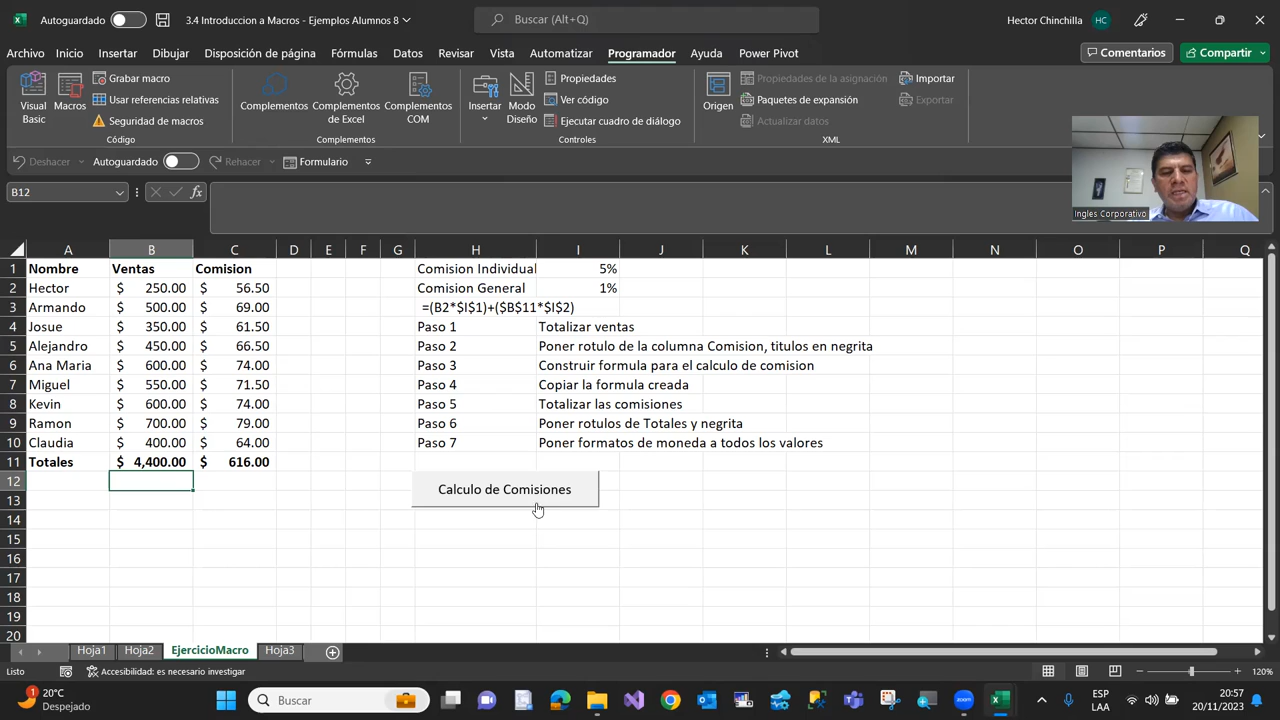 Autoguardado
3.4 Introduccion a Macros - Ejemplos Alumnos 8
Buscar (Alt+Q)
Hector Chinchilla
HC
Archivo Inicio Insertar Dibujar Disposición de página Fórmulas Datos Revisar Vista Automatizar Programador Ayuda Power Pivot
Comentarios
Compartir
Visual Basic
Macros
Grabar macro
Usar referencias relativas
Seguridad de macros
Código
Complementos
Complementos de Excel
Complementos COM
Complementos
Insertar
Modo Diseño
Propiedades
Ver código
Ejecutar cuadro de diálogo
Controles
Origen
Propiedades de la asignación
Paquetes de expansión
Actualizar datos
Importar
Exportar
XML
Deshacer Autoguardado Rehacer Formulario
Ingles Corporativo
B12
fx
A B C D E F G H I J K L M N O P Q
1 Nombre Ventas Comision Comision Individual 5%
2 Hector $ 250.00 $ 56.50 Comision General 1%
3 Armando $ 500.00 $ 69.00 =(B2*$I$1)+($B$11*$I$2)
4 Josue $ 350.00 $ 61.50 Paso 1 Totalizar ventas
5 Alejandro $ 450.00 $ 66.50 Paso 2 Poner rotulo de la columna Comision, titulos en negrita
6 Ana Maria $ 600.00 $ 74.00 Paso 3 Construir formula para el calculo de comision
7 Miguel $ 550.00 $ 71.50 Paso 4 Copiar la formula creada
8 Kevin $ 600.00 $ 74.00 Paso 5 Totalizar las comisiones
9 Ramon $ 700.00 $ 79.00 Paso 6 Poner rotulos de Totales y negrita
10 Claudia $ 400.00 $ 64.00 Paso 7 Poner formatos de moneda a todos los valores
11 Totales $ 4,400.00 $ 616.00
12
Calculo de Comisiones
13
14
15
16
17
18
19
20
Hoja1 Hoja2 EjercicioMacro Hoja3
Listo Accesibilidad: es necesario investigar 120%
20°C
Despejado
Buscar
ESP
LAA
20:57
20/11/2023